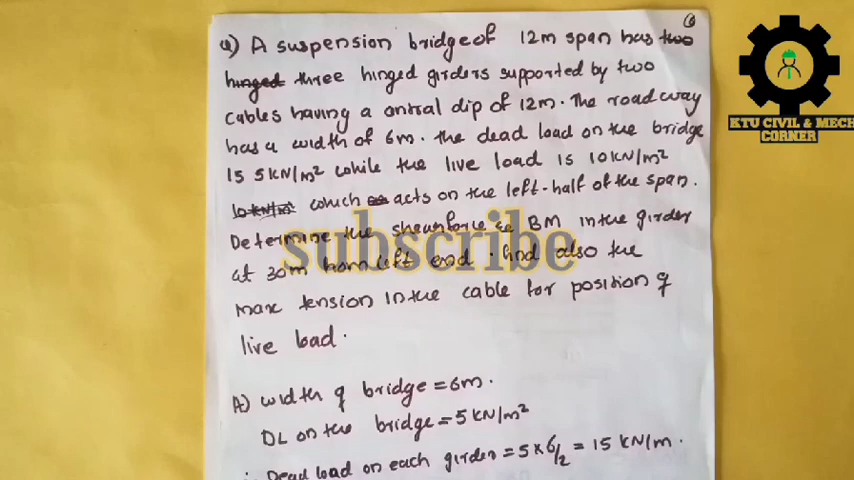 6
Q) A suspension bridge of 12m span has two
hinged three hinged girders supported by two
cables having a central dip of 12m. The roadway
has a width of 6m. The dead load on the bridge
is 5kN/m² while the live load is 10kN/m²
10kN/m² which acts on the left-half of the span.
Determine the shear force & BM in the girder
at 30m from left end. find also the
max tension in the cable for position of
live load.
A) width of bridge = 6m.
DL on the bridge = 5 kN/m²
∴ Dead load on each girder = 5 × 6/2 = 15 kN/m.
subscribe
KTU CIVIL & MECH
CORNER